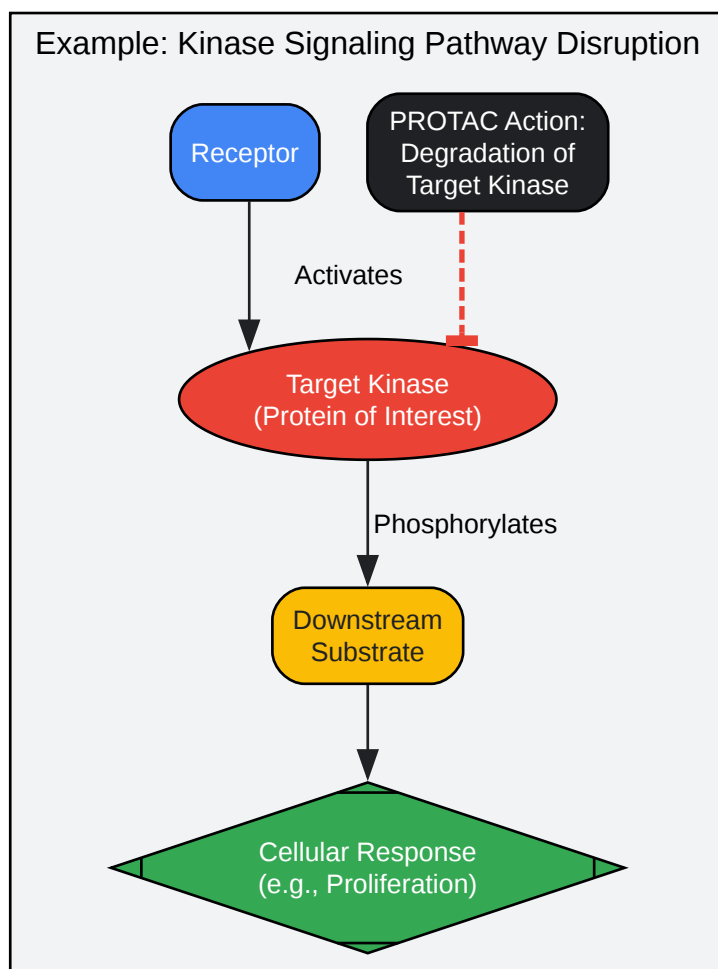 Example: Kinase Signaling Pathway Disruption
Receptor
PROTAC Action:
Degradation of
Target Kinase
Activates
Target Kinase
(Protein of Interest)
Phosphorylates
Downstream
Substrate
Cellular Response
(e.g., Proliferation)